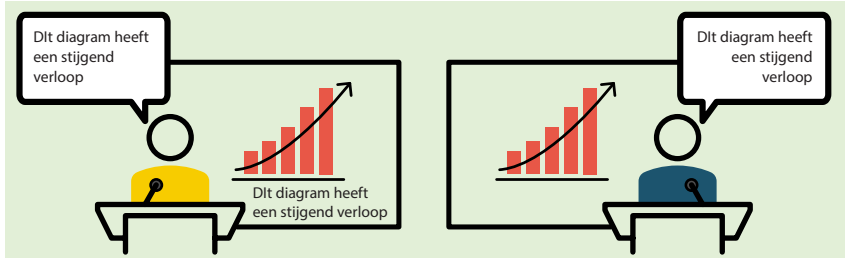 DIt diagram heeft
een stijgend
verloop
DIt diagram heeft
een stijgend verloop
DIt diagram heeft
een stijgend
verloop